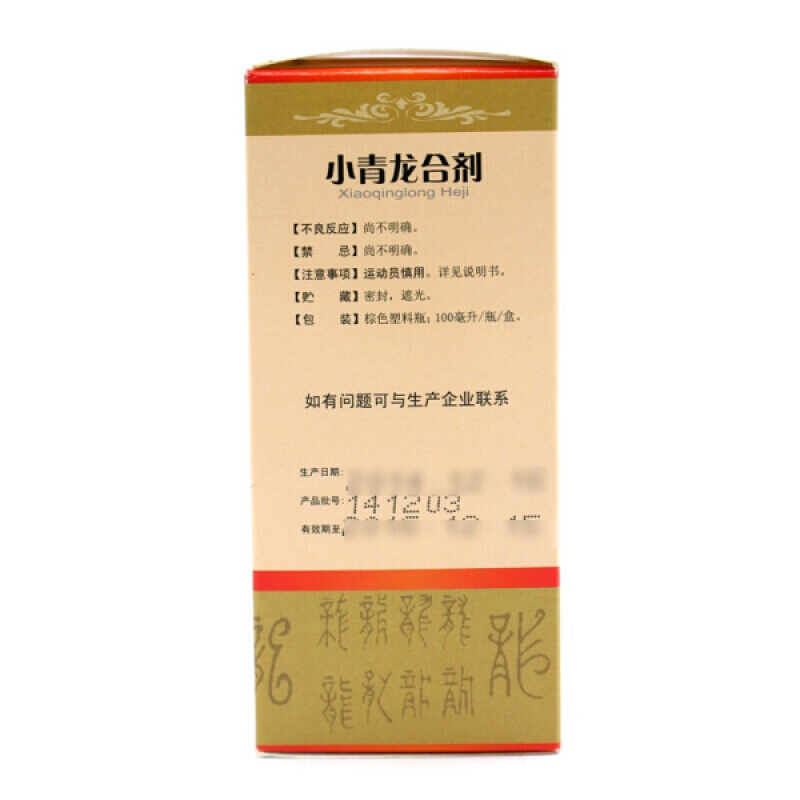 小青龙合剂
Xiaoqinglong Heji
【不良反应】尚不明确。
【禁　忌】尚不明确。
【注意事项】运动员慎用。详见说明书。
【贮　藏】密封，遮光。
【包　装】棕色塑料瓶；100毫升/瓶/盒。
如有问题可与生产企业联系
生产日期:
产品批号: 141203
有效期至: